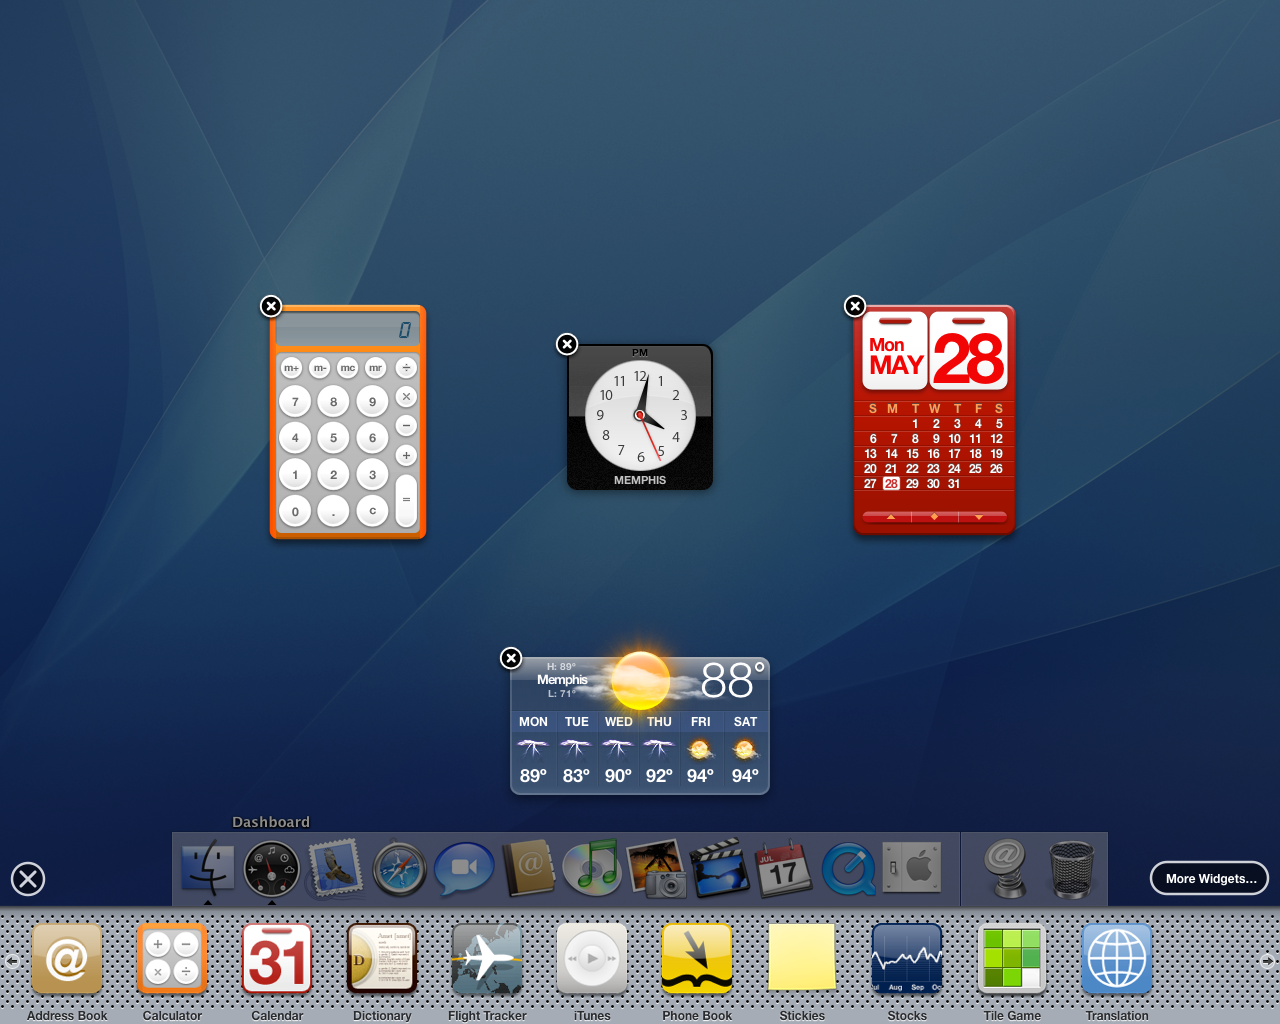 0
m+ m- mc mr ÷
7 8 9 ×
4 5 6 −
1 2 3 +
0 . c =
PM
12 1 2 3 4 5 6 7 8 9 10 11
MEMPHIS
Mon
MAY
28
S M T W T F S
1 2 3 4 5
6 7 8 9 10 11 12
13 14 15 16 17 18 19
20 21 22 23 24 25 26
27 28 29 30 31
H: 89°
Memphis
L: 71°
88°
MON TUE WED THU FRI SAT
89° 83° 90° 92° 94° 94°
Dashboard
JUL
17
More Widgets...
31
Aug Sep
Address Book Calculator Calendar Dictionary Flight Tracker iTunes Phone Book Stickies Stocks Tile Game Translation